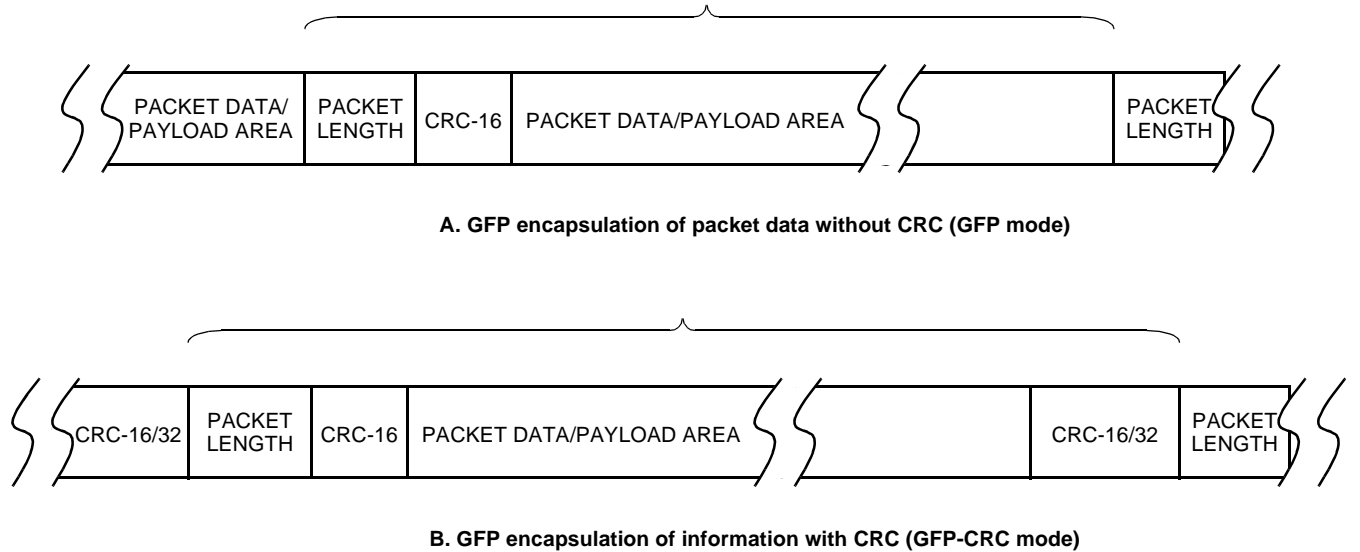 PACKET DATA/
PAYLOAD AREA
PACKET
LENGTH
CRC-16
PACKET DATA/PAYLOAD AREA
PACKET
LENGTH
A. GFP encapsulation of packet data without CRC (GFP mode)
CRC-16/32
PACKET
LENGTH
CRC-16
PACKET DATA/PAYLOAD AREA
CRC-16/32
PACKET
LENGTH
B. GFP encapsulation of information with CRC (GFP-CRC mode)